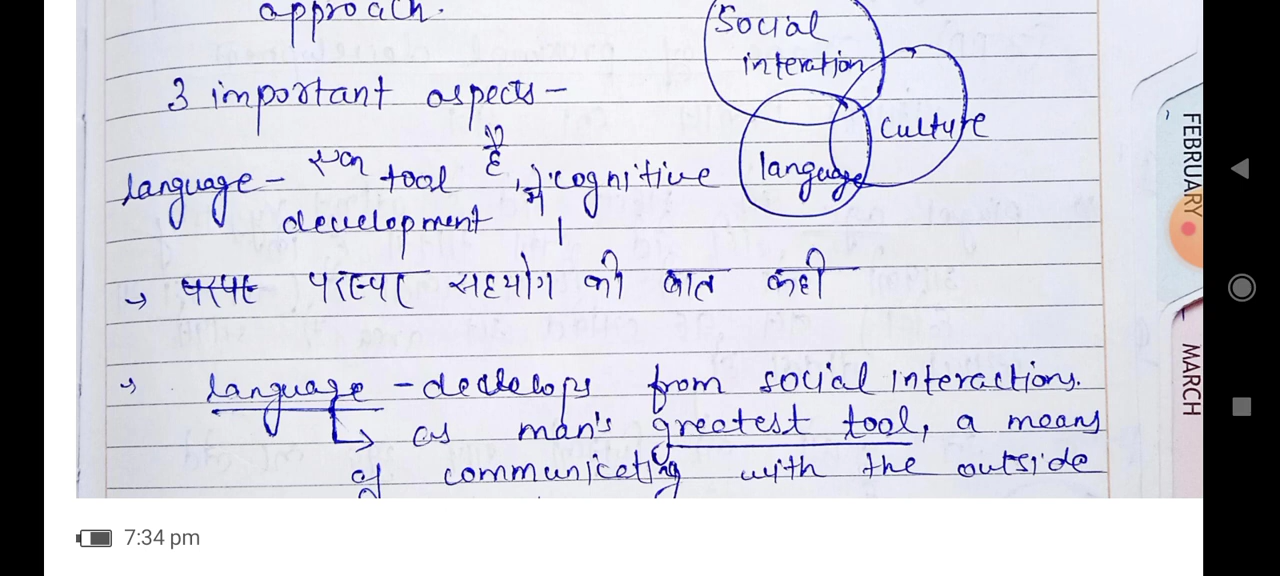 approach.
Social
interation
culture
language
3 important aspects –
language – एक tool है, में cognitive
development ।
→ परस्पर सहयोग की बात कही
→ language – develops from social interactions.
↳ as man's greatest tool, a means
of communicating with the outside
FEBRUARY
MARCH
7:34 pm